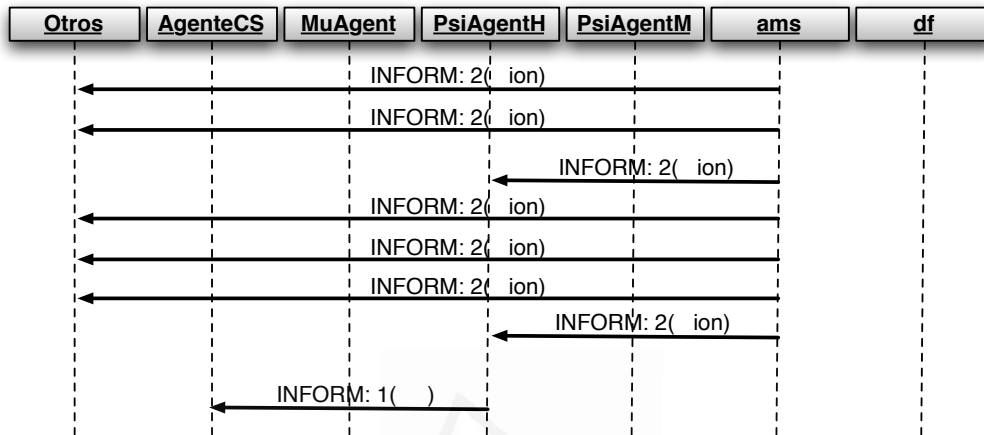 Otros AgenteCS MuAgent PsiAgentH PsiAgentM ams df
INFORM: 2( ion)
INFORM: 2( ion)
INFORM: 2( ion)
INFORM: 2( ion)
INFORM: 2( ion)
INFORM: 2( ion)
INFORM: 2( ion)
INFORM: 1( )